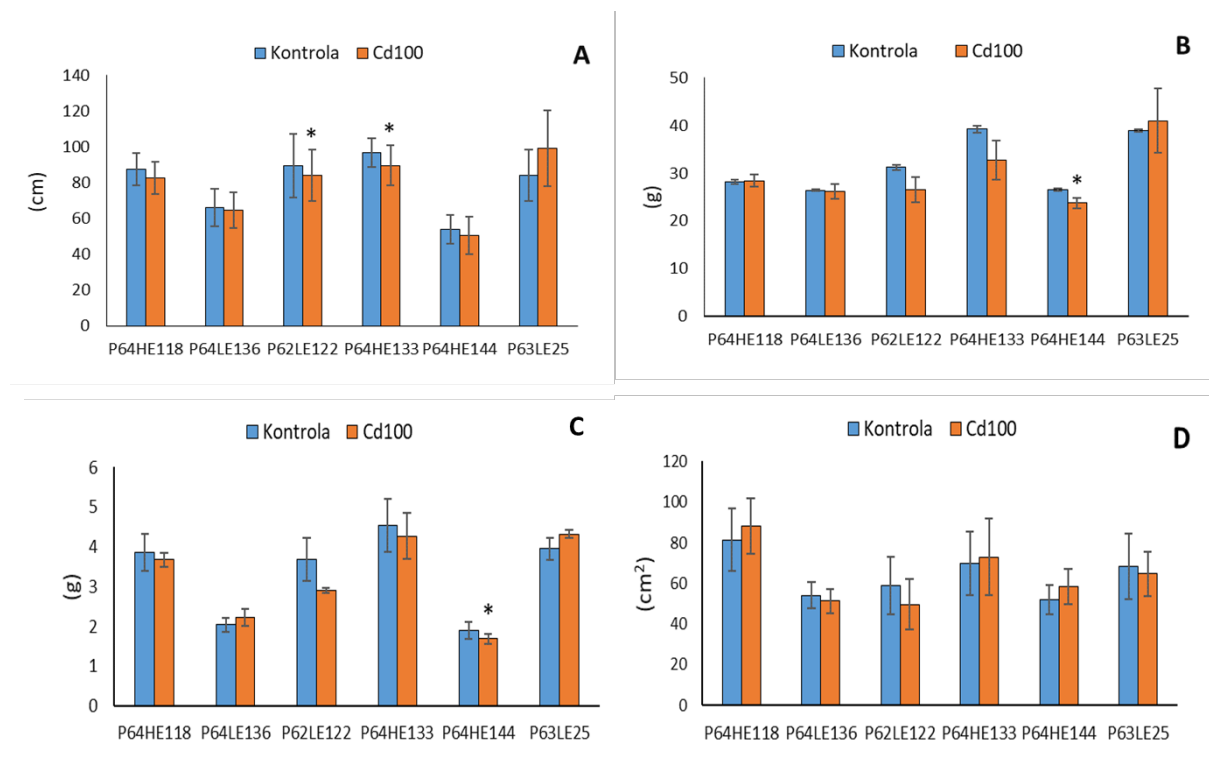 Kontrola Cd100 A
140
120
100
80
60
40
20
0
(cm)
* *
P64HE118 P64LE136 P62LE122 P64HE133 P64HE144 P63LE25
Kontrola Cd100 B
50
40
30
20
10
0
(g)
*
P64HE118 P64LE136 P62LE122 P64HE133 P64HE144 P63LE25
Kontrola Cd100 C
6
5
4
3
2
1
0
(g)
*
P64HE118 P64LE136 P62LE122 P64HE133 P64HE144 P63LE25
Kontrola Cd100 D
120
100
80
60
40
20
0
(cm²)
P64HE118 P64LE136 P62LE122 P64HE133 P64HE144 P63LE25